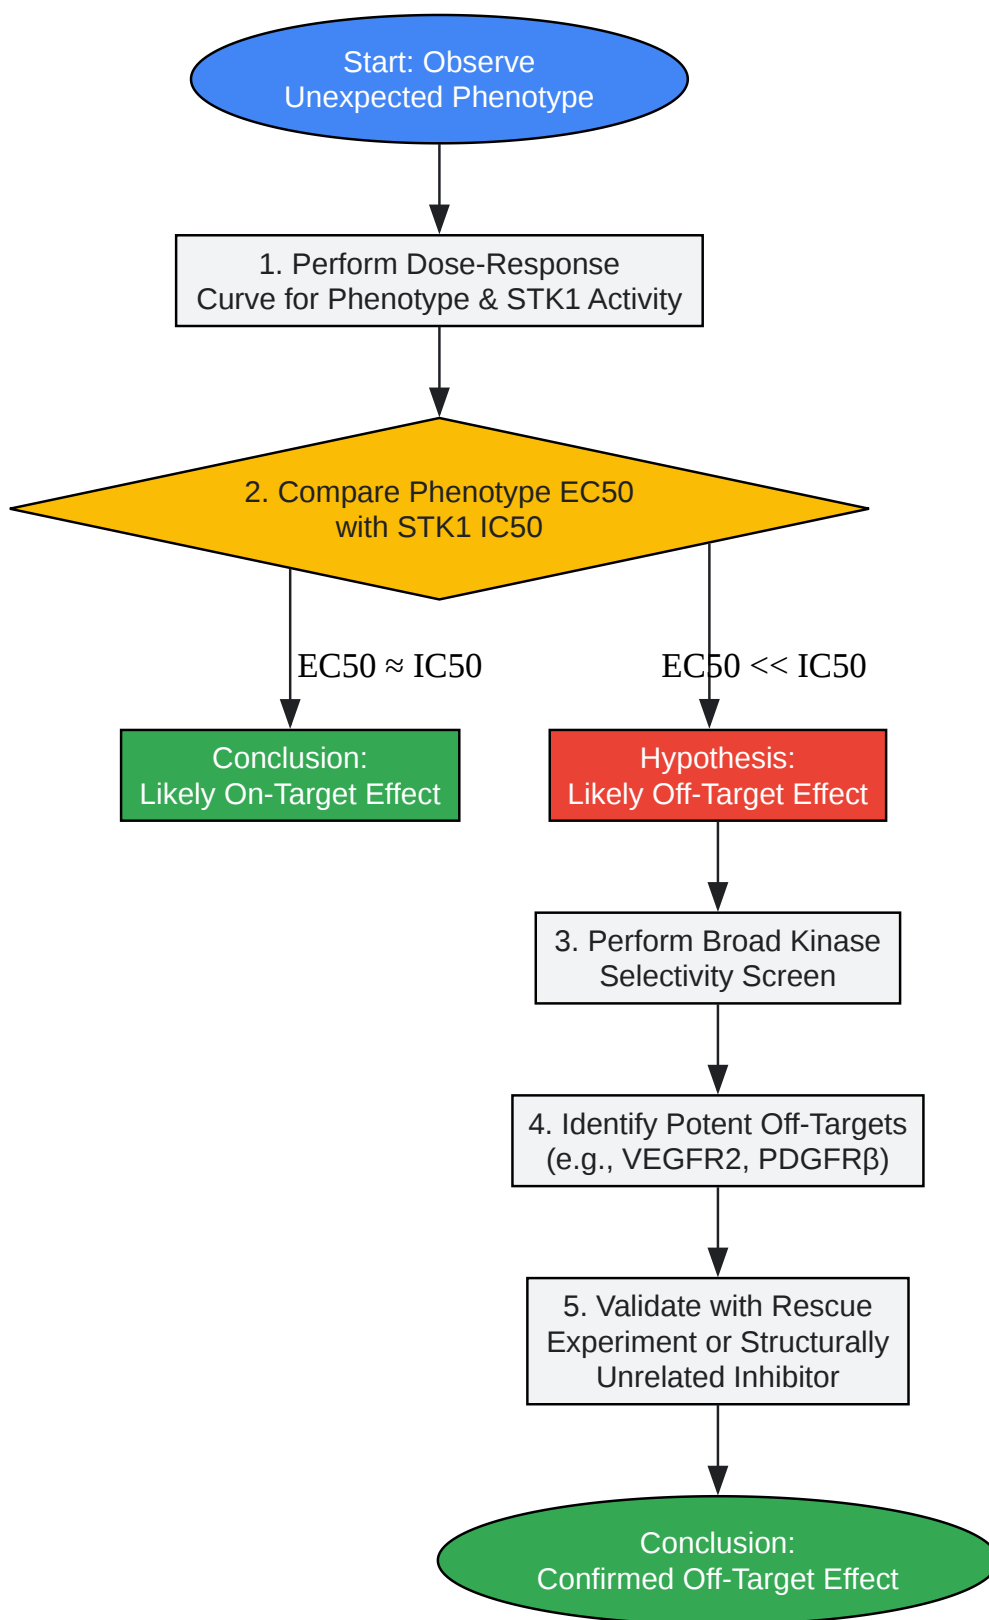 Start: Observe
Unexpected Phenotype
1. Perform Dose-Response
Curve for Phenotype & STK1 Activity
2. Compare Phenotype EC50
with STK1 IC50
EC50 ≈ IC50
EC50 << IC50
Conclusion:
Likely On-Target Effect
Hypothesis:
Likely Off-Target Effect
3. Perform Broad Kinase
Selectivity Screen
4. Identify Potent Off-Targets
(e.g., VEGFR2, PDGFRβ)
5. Validate with Rescue
Experiment or Structurally
Unrelated Inhibitor
Conclusion:
Confirmed Off-Target Effect